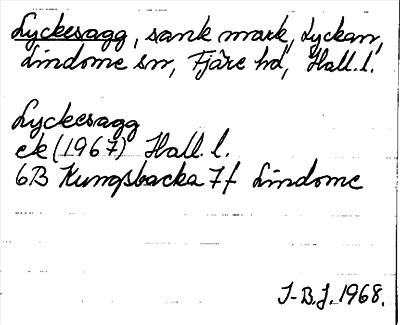 Lyckesagg, sank mark, Lyckan,
Lindome sn, Fjäre hd, Hall. l.
Lyckesagg
ek (1967) Hall. l.
6B Kungsbacka 7f Lindome
I-B.J. 1968.